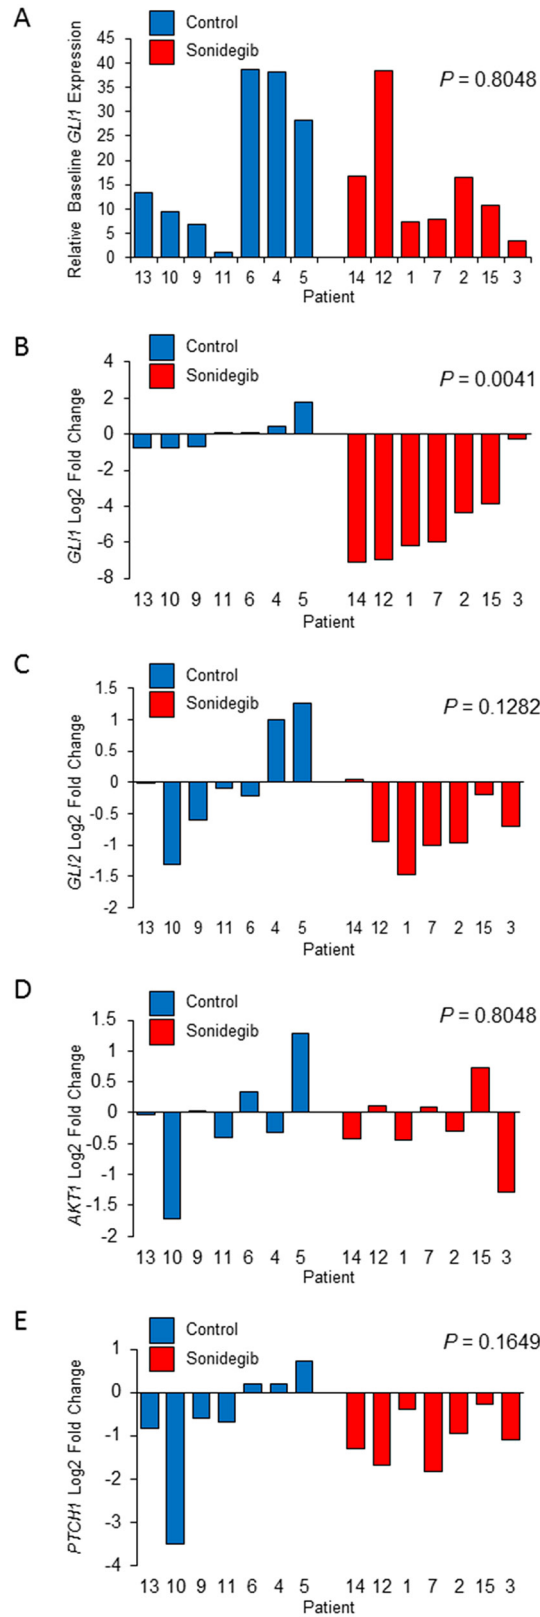 A
Control
Sonidegib
P = 0.8048
Relative Baseline GLI1 Expression
45
40
35
30
25
20
15
10
5
0
13 10 9 11 6 4 5 14 12 1 7 2 15 3
Patient
B
Control
Sonidegib
P = 0.0041
GLI1 Log2 Fold Change
4
2
0
-2
-4
-6
-8
13 10 9 11 6 4 5 14 12 1 7 2 15 3
Patient
C
Control
Sonidegib
P = 0.1282
GLI2 Log2 Fold Change
1.5
1
0.5
0
-0.5
-1
-1.5
-2
13 10 9 11 6 4 5 14 12 1 7 2 15 3
Patient
D
Control
Sonidegib
P = 0.8048
AKT1 Log2 Fold Change
1.5
1
0.5
0
-0.5
-1
-1.5
-2
13 10 9 11 6 4 5 14 12 1 7 2 15 3
Patient
E
Control
Sonidegib
P = 0.1649
PTCH1 Log2 Fold Change
1
0
-1
-2
-3
-4
13 10 9 11 6 4 5 14 12 1 7 2 15 3
Patient